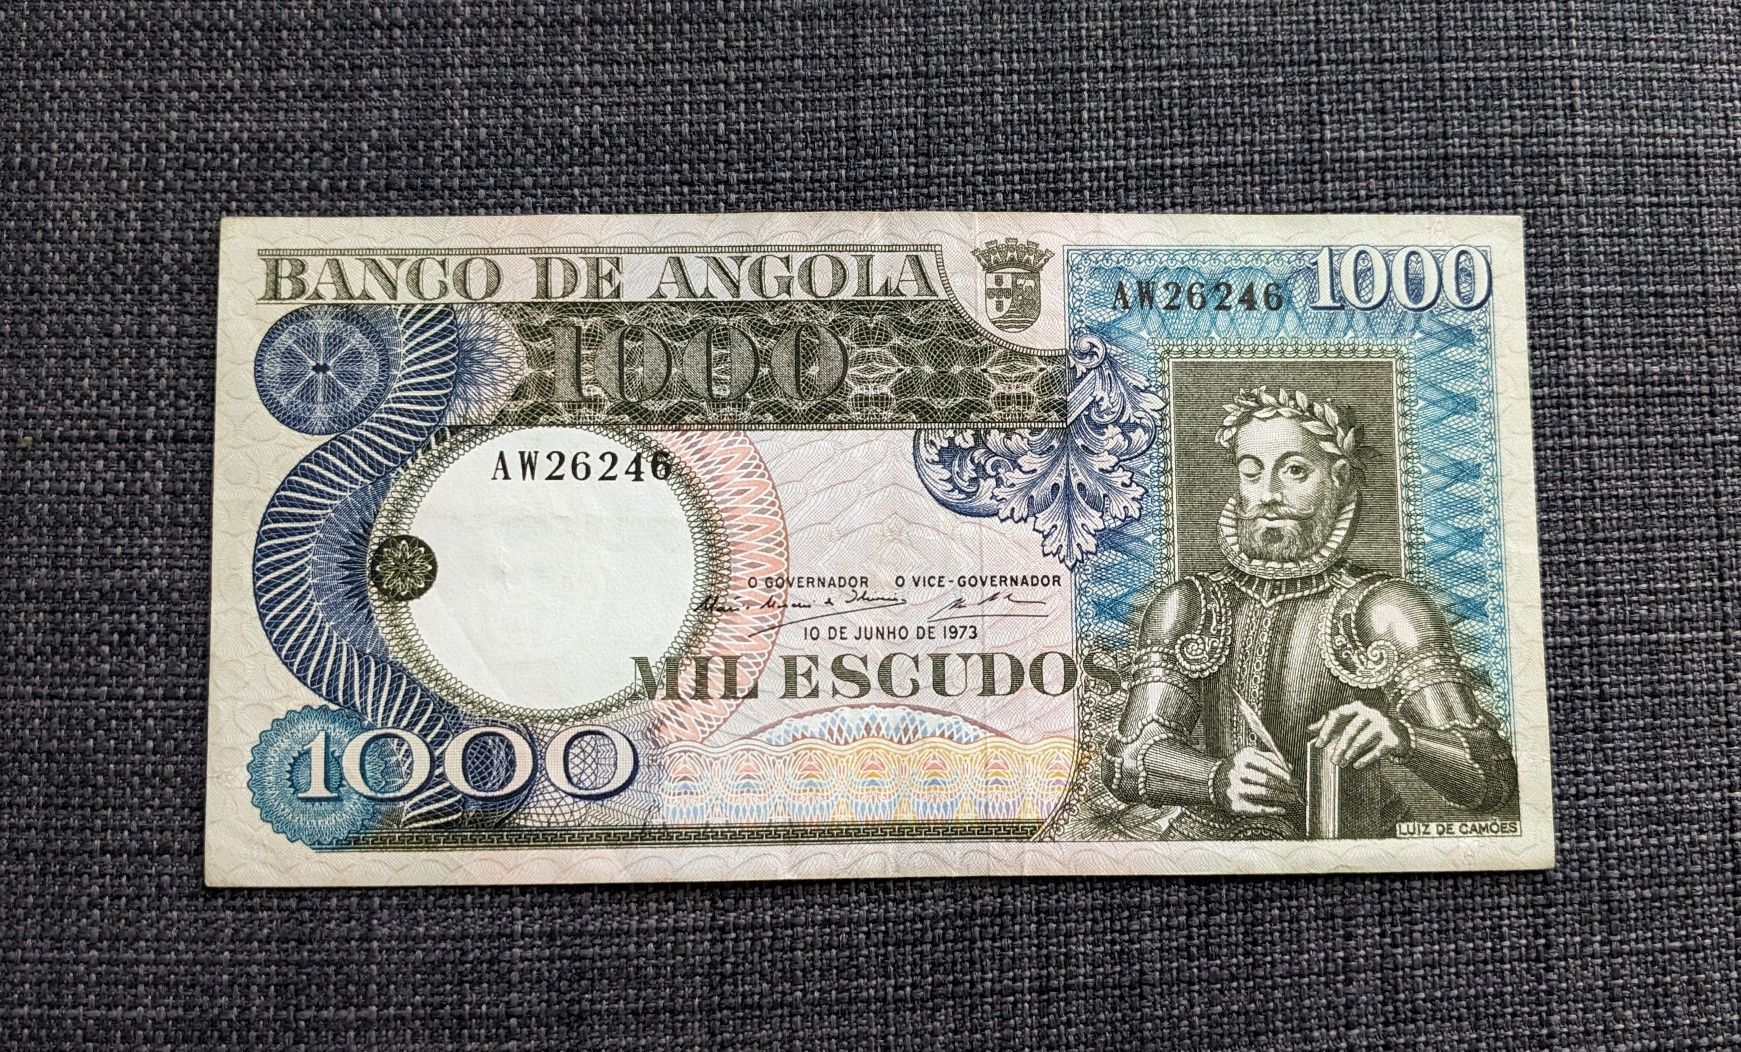 BANCO DE ANGOLA
AW26246 1000
1000
AW26246
O GOVERNADOR O VICE-GOVERNADOR
10 DE JUNHO DE 1973
MIL ESCUDOS
1000
LUIZ DE CAMÕES